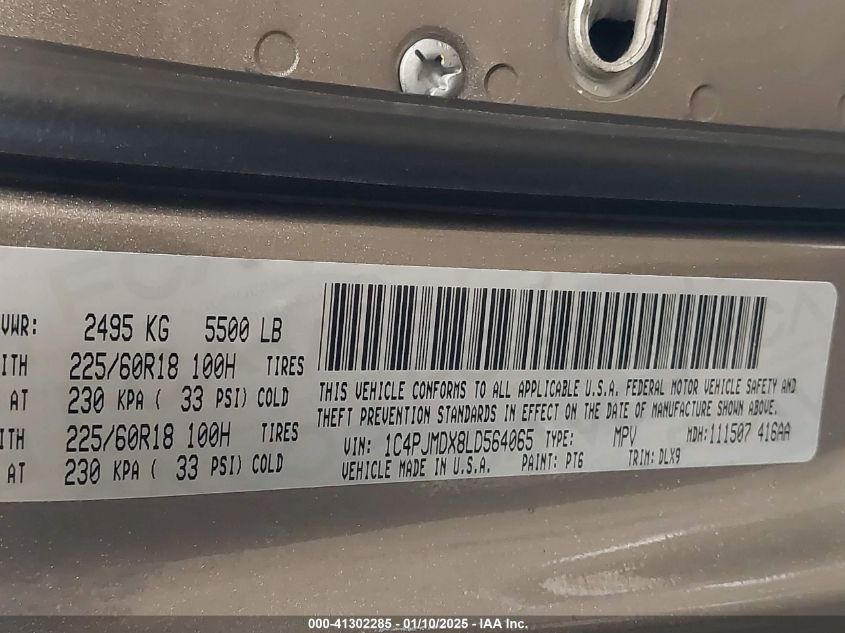 VWR: 2495 KG 5500 LB
ITH 225/60R18 100H TIRES
AT 230 KPA ( 33 PSI) COLD
225/60R18 100H TIRES
AT 230 KPA ( 33 PSI) COLD
THIS VEHICLE CONFORMS TO ALL APPLICABLE U.S.A. FEDERAL MOTOR VEHICLE SAFETY AND
THEFT PREVENTION STANDARDS IN EFFECT ON THE DATE OF MANUFACTURE SHOWN ABOVE.
VIN: 1C4PJMDX8LD564065 TYPE: MPV MDH:111507 416AA
VEHICLE MADE IN U.S.A. PAINT: PT6 TRIM: DLX9
000-41302285 - 01/10/2025 - IAA Inc.